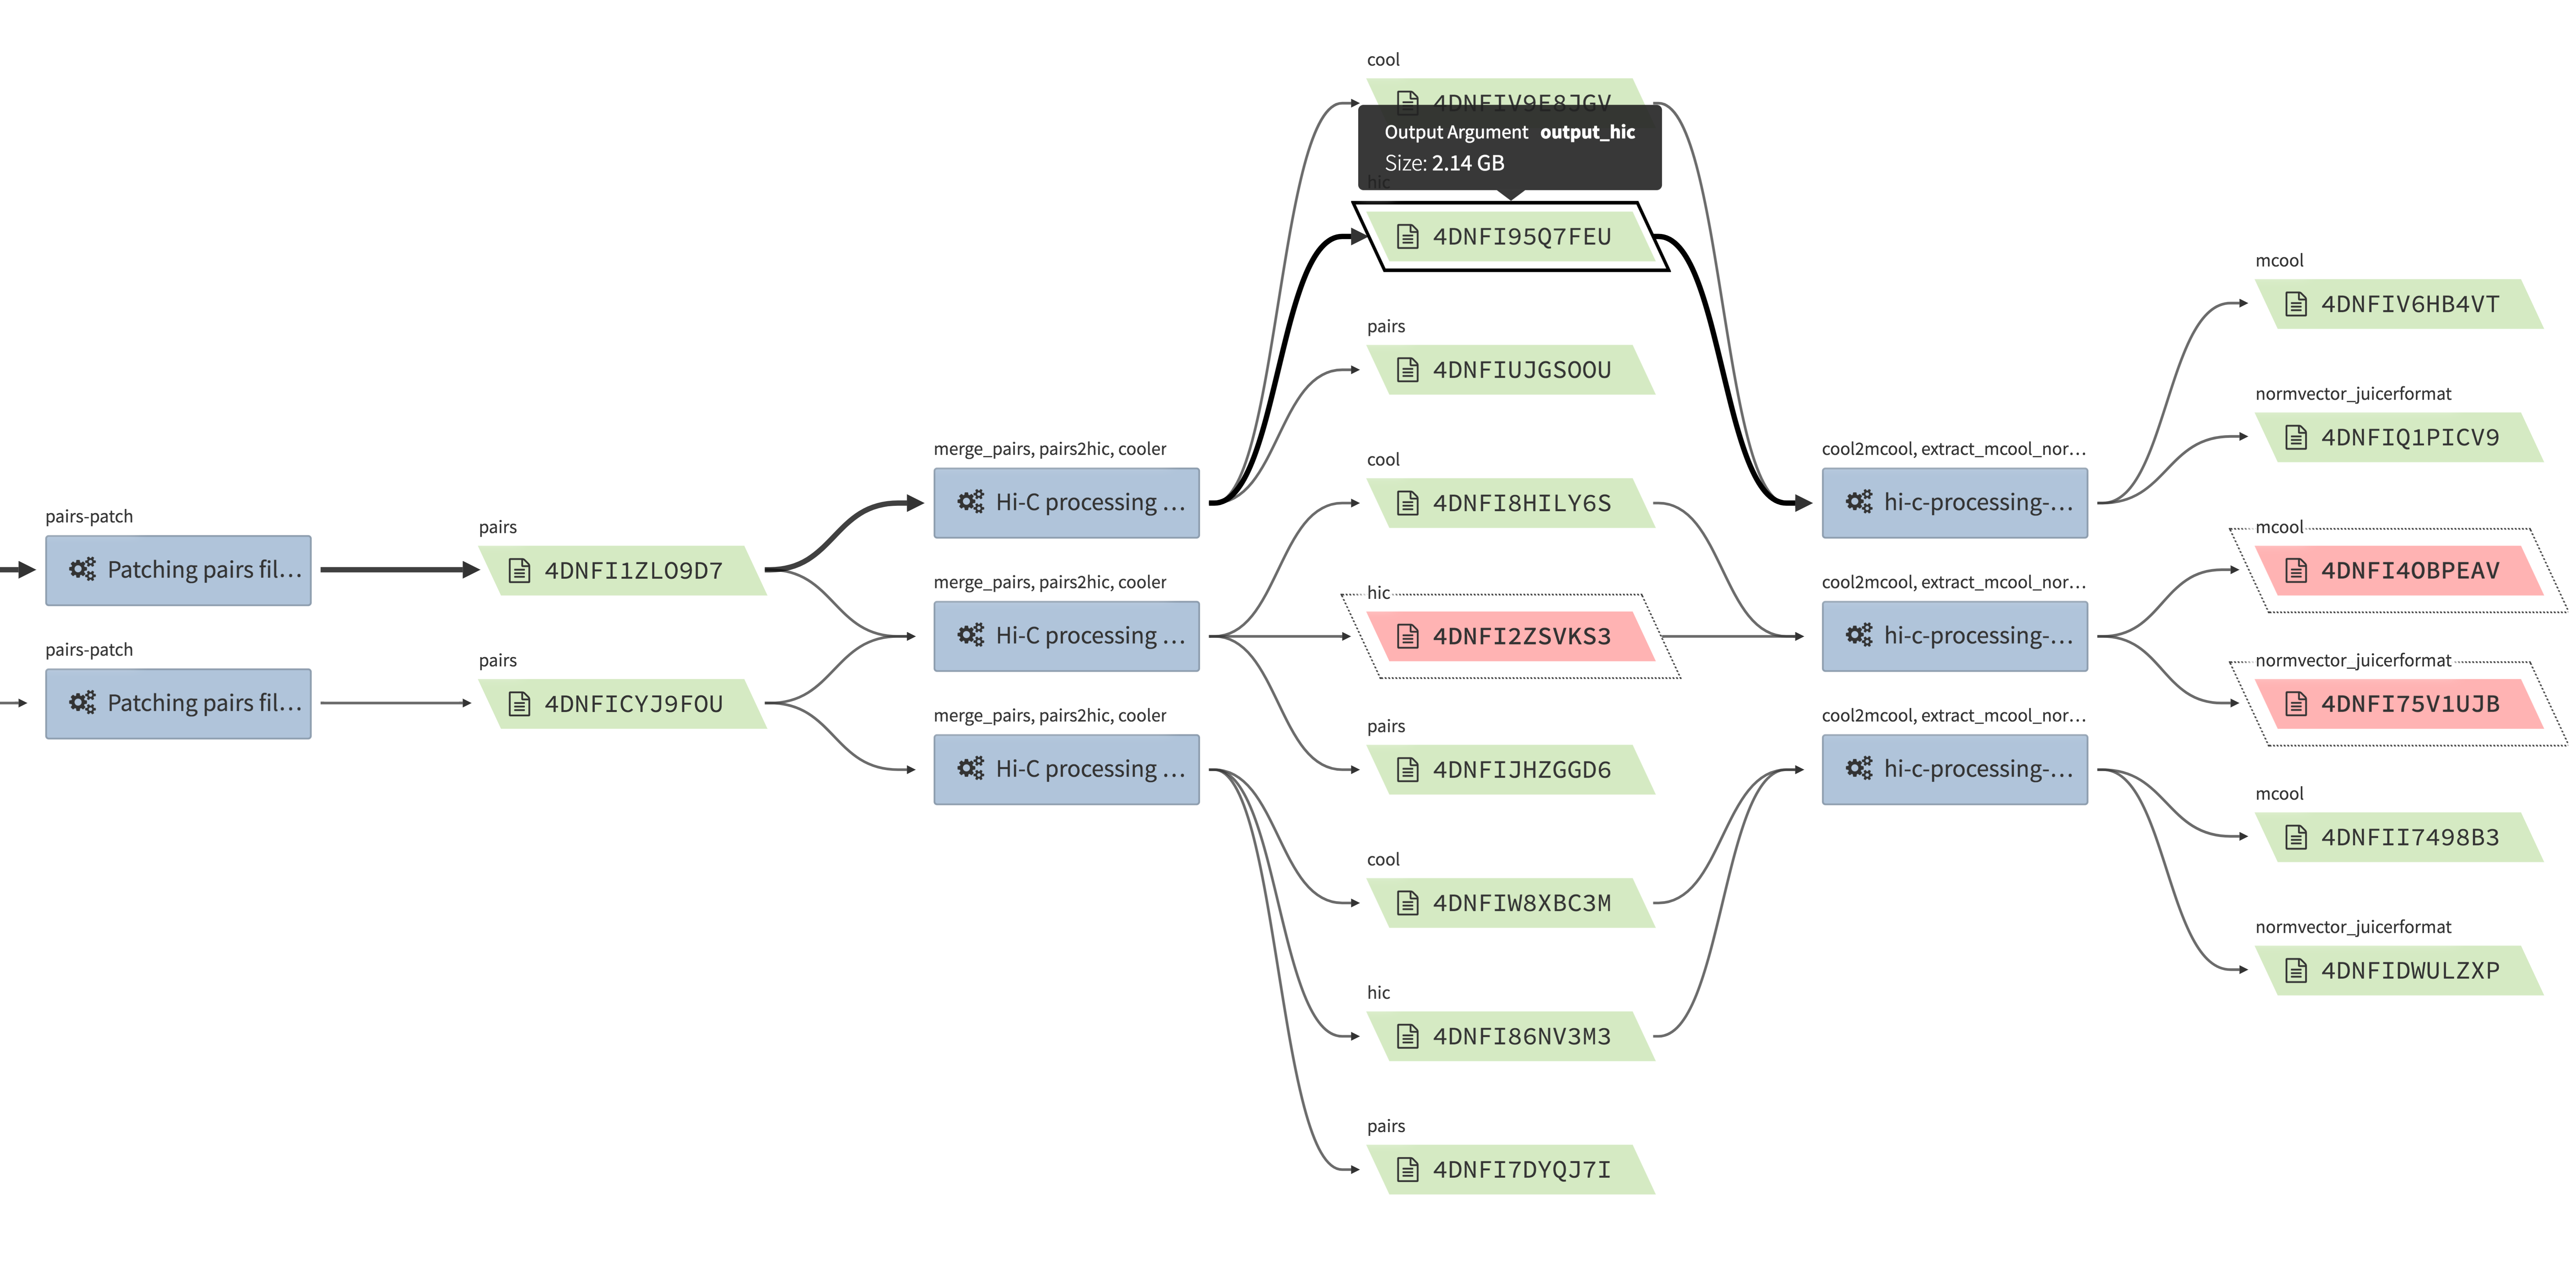 pairs-patch
Patching pairs fil...
pairs-patch
Patching pairs fil...
pairs
4DNFI1ZLO9D7
pairs
4DNFICYJ9FOU
merge_pairs, pairs2hic, cooler
Hi-C processing ...
merge_pairs, pairs2hic, cooler
Hi-C processing ...
merge_pairs, pairs2hic, cooler
Hi-C processing ...
cool
4DNFIV9E8JGV
Output Argument output_hic
Size: 2.14 GB
hic
4DNFI95Q7FEU
pairs
4DNFIUJGSOOU
cool
4DNFI8HILY6S
hic
4DNFI2ZSVKS3
pairs
4DNFIJHZGGD6
cool
4DNFIW8XBC3M
hic
4DNFI86NV3M3
pairs
4DNFI7DYQJ7I
cool2mcool, extract_mcool_nor...
hi-c-processing-...
cool2mcool, extract_mcool_nor...
hi-c-processing-...
cool2mcool, extract_mcool_nor...
hi-c-processing-...
mcool
4DNFIV6HB4VT
normvector_juicerformat
4DNFIQ1PICV9
mcool
4DNFI4OBPEAV
normvector_juicerformat
4DNFI75V1UJB
mcool
4DNFII7498B3
normvector_juicerformat
4DNFIDWULZXP